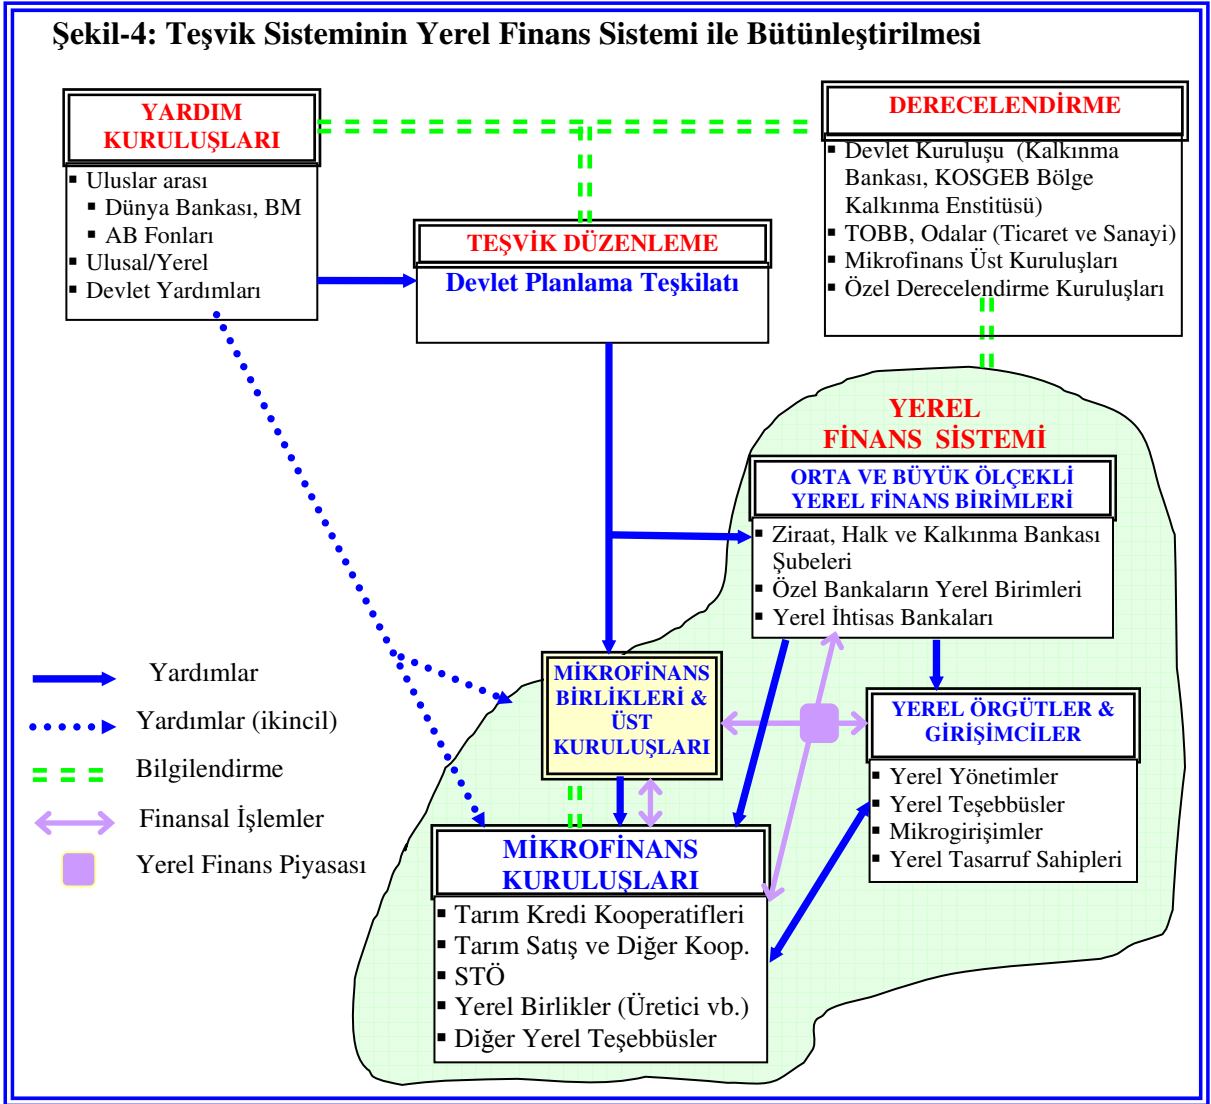 Şekil-4: Teşvik Sisteminin Yerel Finans Sistemi ile Bütünleştirilmesi
YARDIM
KURULUŞLARI
▪ Uluslar arası
▪ Dünya Bankası, BM
▪ AB Fonları
▪ Ulusal/Yerel
▪ Devlet Yardımları
TEŞVİK DÜZENLEME
Devlet Planlama Teşkilatı
DERECELENDİRME
▪ Devlet Kuruluşu (Kalkınma
Bankası, KOSGEB Bölge
Kalkınma Enstitüsü)
▪ TOBB, Odalar (Ticaret ve Sanayi)
▪ Mikrofinans Üst Kuruluşları
▪ Özel Derecelendirme Kuruluşları
YEREL
FİNANS SİSTEMİ
ORTA VE BÜYÜK ÖLÇEKLİ
YEREL FİNANS BİRİMLERİ
▪ Ziraat, Halk ve Kalkınma Bankası
Şubeleri
▪ Özel Bankaların Yerel Birimleri
▪ Yerel İhtisas Bankaları
MİKROFİNANS
BİRLİKLERİ &
ÜST
KURULUŞLARI
YEREL ÖRGÜTLER &
GİRİŞİMCİLER
▪ Yerel Yönetimler
▪ Yerel Teşebbüsler
▪ Mikrogirişimler
▪ Yerel Tasarruf Sahipleri
MİKROFİNANS
KURULUŞLARI
▪ Tarım Kredi Kooperatifleri
▪ Tarım Satış ve Diğer Koop.
▪ STÖ
▪ Yerel Birlikler (Üretici vb.)
▪ Diğer Yerel Teşebbüsler
Yardımlar
Yardımlar (ikincil)
Bilgilendirme
Finansal İşlemler
Yerel Finans Piyasası